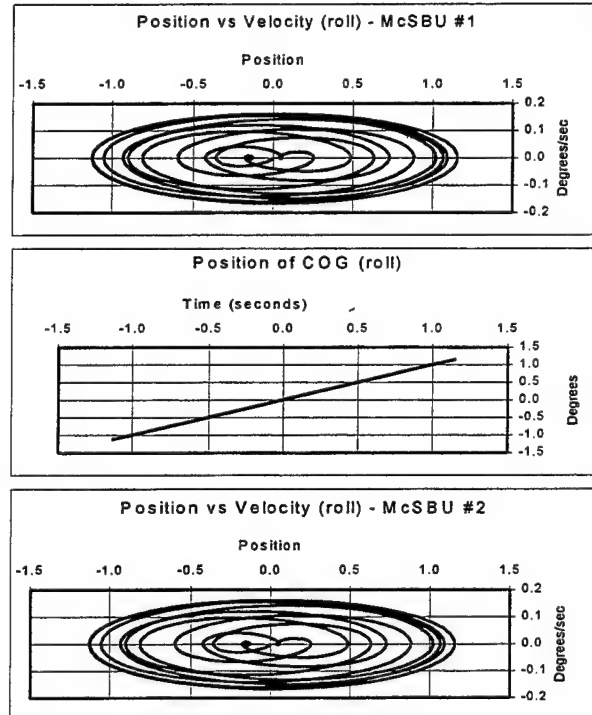 Position vs Velocity (roll) - McSBU #1
Position
-1.5 -1.0 -0.5 0.0 0.5 1.0 1.5
0.2
0.1
0.0
-0.1
-0.2
Degrees/sec
Position of COG (roll)
Time (seconds)
-1.5 -1.0 -0.5 0.0 0.5 1.0 1.5
1.5
1.0
0.5
0.0
-0.5
-1.0
-1.5
Degrees
Position vs Velocity (roll) - McSBU #2
Position
-1.5 -1.0 -0.5 0.0 0.5 1.0 1.5
0.2
0.1
0.0
-0.1
-0.2
Degrees/sec